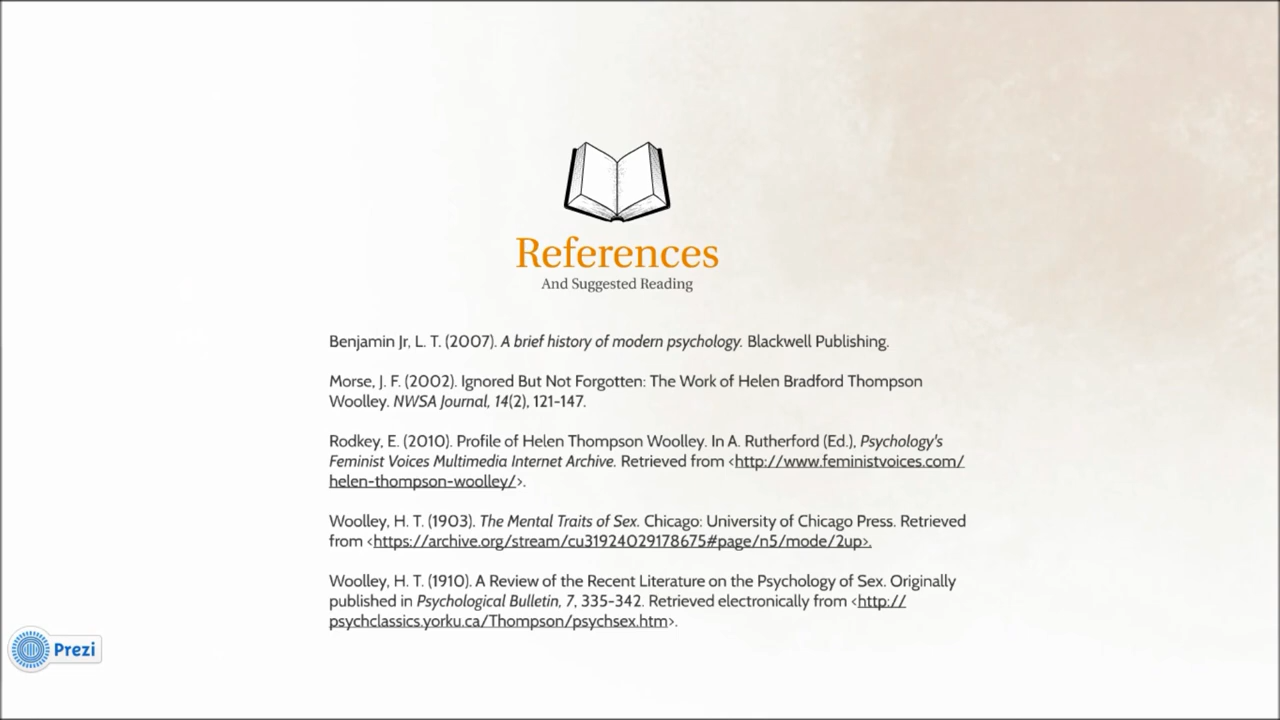 References
And Suggested Reading
Benjamin Jr, L. T. (2007). A brief history of modern psychology. Blackwell Publishing.
Morse, J. F. (2002). Ignored But Not Forgotten: The Work of Helen Bradford Thompson
Woolley. NWSA Journal, 14(2), 121-147.
Rodkey, E. (2010). Profile of Helen Thompson Woolley. In A. Rutherford (Ed.), Psychology's
Feminist Voices Multimedia Internet Archive. Retrieved from <http://www.feministvoices.com/
helen-thompson-woolley/>.
Woolley, H. T. (1903). The Mental Traits of Sex. Chicago: University of Chicago Press. Retrieved
from <https://archive.org/stream/cu31924029178675#page/n5/mode/2up>.
Woolley, H. T. (1910). A Review of the Recent Literature on the Psychology of Sex. Originally
published in Psychological Bulletin, 7, 335-342. Retrieved electronically from <http://
psychclassics.yorku.ca/Thompson/psychsex.htm>.
Prezi